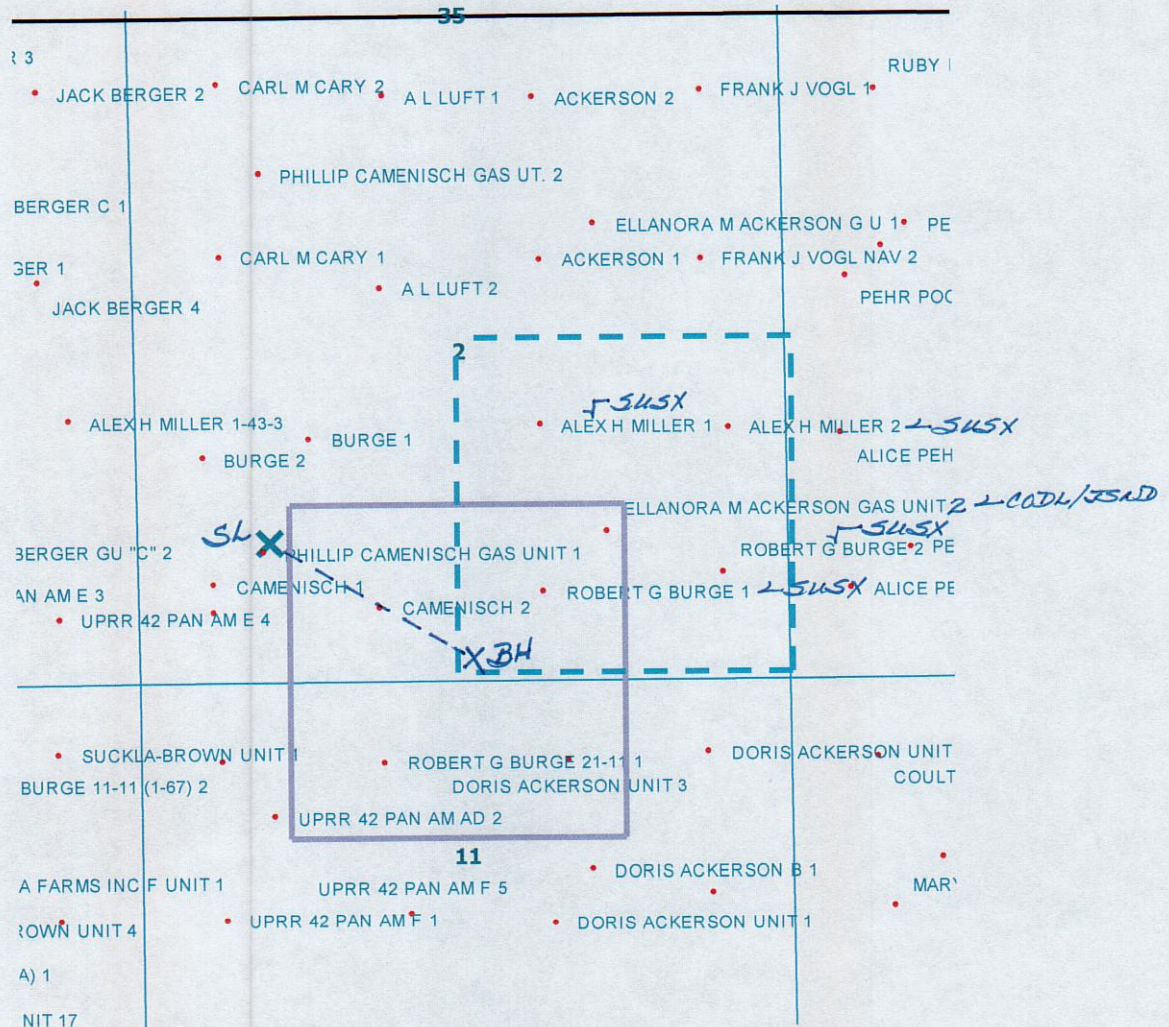 35
R 3
RUBY
JACK BERGER 2 CARL M CARY 2 A L LUFT 1 ACKERSON 2 FRANK J VOGL 1
PHILLIP CAMENISCH GAS UT. 2
BERGER C 1
ELLANORA M ACKERSON G U 1 PE
GER 1 CARL M CARY 1 ACKERSON 1 FRANK J VOGL NAV 2
JACK BERGER 4 A L LUFT 2 PEHR POC
2
SUSX
ALEX H MILLER 1-43-3 BURGE 1 ALEX H MILLER 1 ALEX H MILLER 2 SUSX
BURGE 2 ALICE PEH
ELLANORA M ACKERSON GAS UNIT 2 CODL/JSND
SL X SUSX
BERGER GU "C" 2 PHILLIP CAMENISCH GAS UNIT 1 ROBERT G BURGE 2 PE
AN AM E 3 CAMENISCH 1 ROBERT G BURGE 1 SUSX ALICE PE
UPRR 42 PAN AM E 4 CAMENISCH 2
X BH
SUCKLA-BROWN UNIT 1 ROBERT G BURGE 21-11 1 DORIS ACKERSON UNIT
BURGE 11-11 (1-67) 2 DORIS ACKERSON UNIT 3 COULT
UPRR 42 PAN AM AD 2
11
A FARMS INC F UNIT 1 UPRR 42 PAN AM F 5 DORIS ACKERSON B 1 MARY
ROWN UNIT 4 UPRR 42 PAN AM F 1 DORIS ACKERSON UNIT 1
A) 1
NIT 17